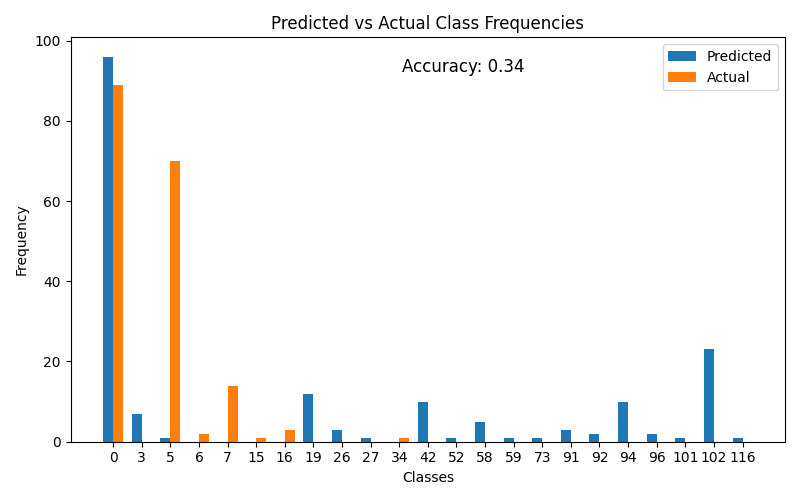 Predicted vs Actual Class Frequencies
Accuracy: 0.34
Predicted
Actual
Frequency
100
80
60
40
20
0
0 3 5 6 7 15 16 19 26 27 34 42 52 58 59 73 91 92 94 96 101 102 116
Classes